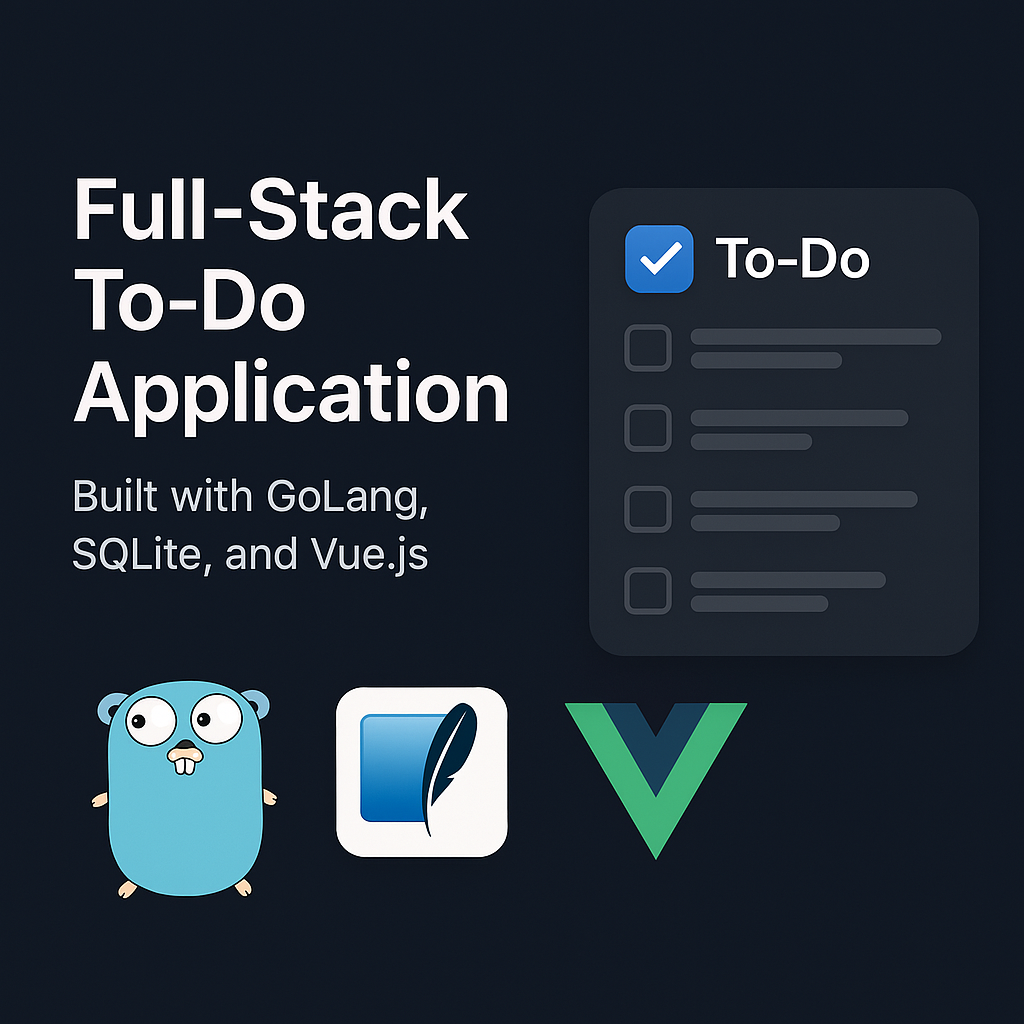 Full-Stack
To-Do
Application
Built with GoLang,
SQLite, and Vue.js
To-Do